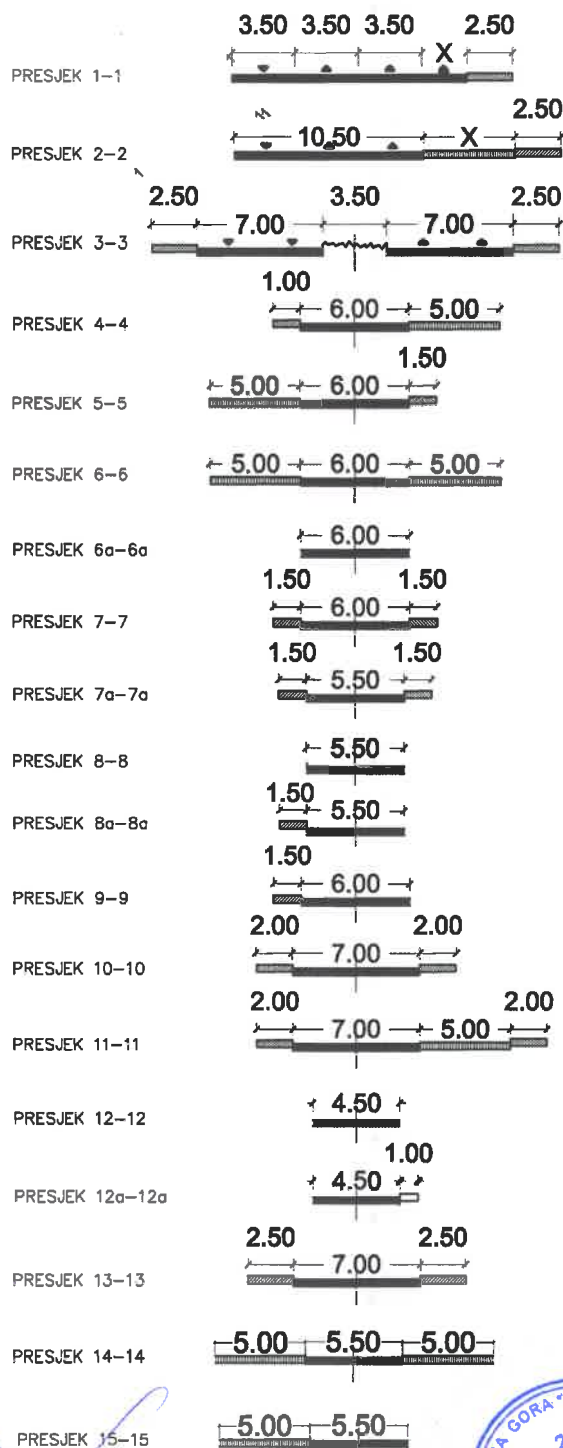 3.50 3.50 3.50 X 2.50
PRESJEK 1-1
2.50
10.50 X
PRESJEK 2-2
2.50 3.50 2.50
7.00 7.00
PRESJEK 3-3
1.00
6.00 5.00
PRESJEK 4-4
1.50
5.00 6.00
PRESJEK 5-5
5.00 6.00 5.00
PRESJEK 6-6
6.00
PRESJEK 6a-6a
1.50 1.50
6.00
PRESJEK 7-7
1.50 1.50
5.50
PRESJEK 7a-7a
5.50
PRESJEK 8-8
1.50
5.50
PRESJEK 8a-8a
1.50
6.00
PRESJEK 9-9
2.00 2.00
7.00
PRESJEK 10-10
2.00 2.00
7.00 5.00
PRESJEK 11-11
4.50
PRESJEK 12-12
1.00
4.50
PRESJEK 12a-12a
2.50 2.50
7.00
PRESJEK 13-13
5.00 5.50 5.00
PRESJEK 14-14
5.00 5.50
PRESJEK 15-15
GORA